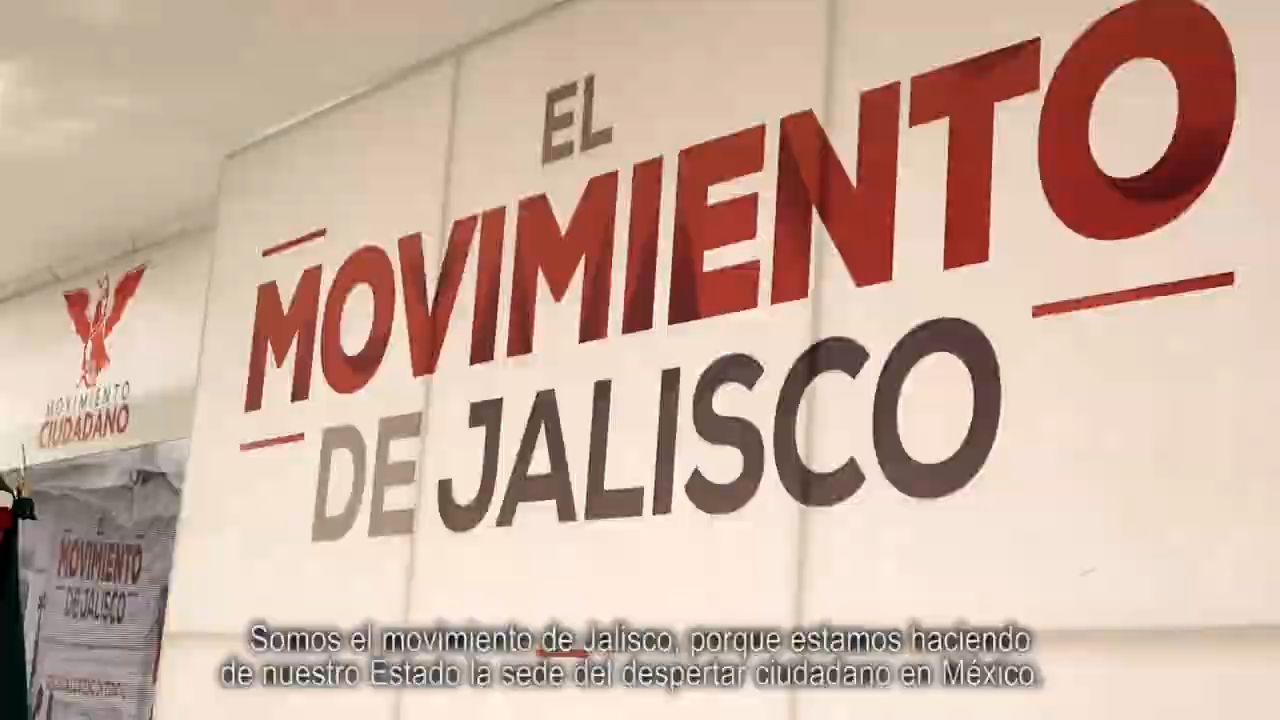 EL
MOVIMIENTO
DE JALISCO
MOVIMIENTO
CIUDADANO
MOVIMIENTO
DE JALISCO
Somos el movimiento de Jalisco, porque estamos haciendo
de nuestro Estado la sede del despertar ciudadano en México.